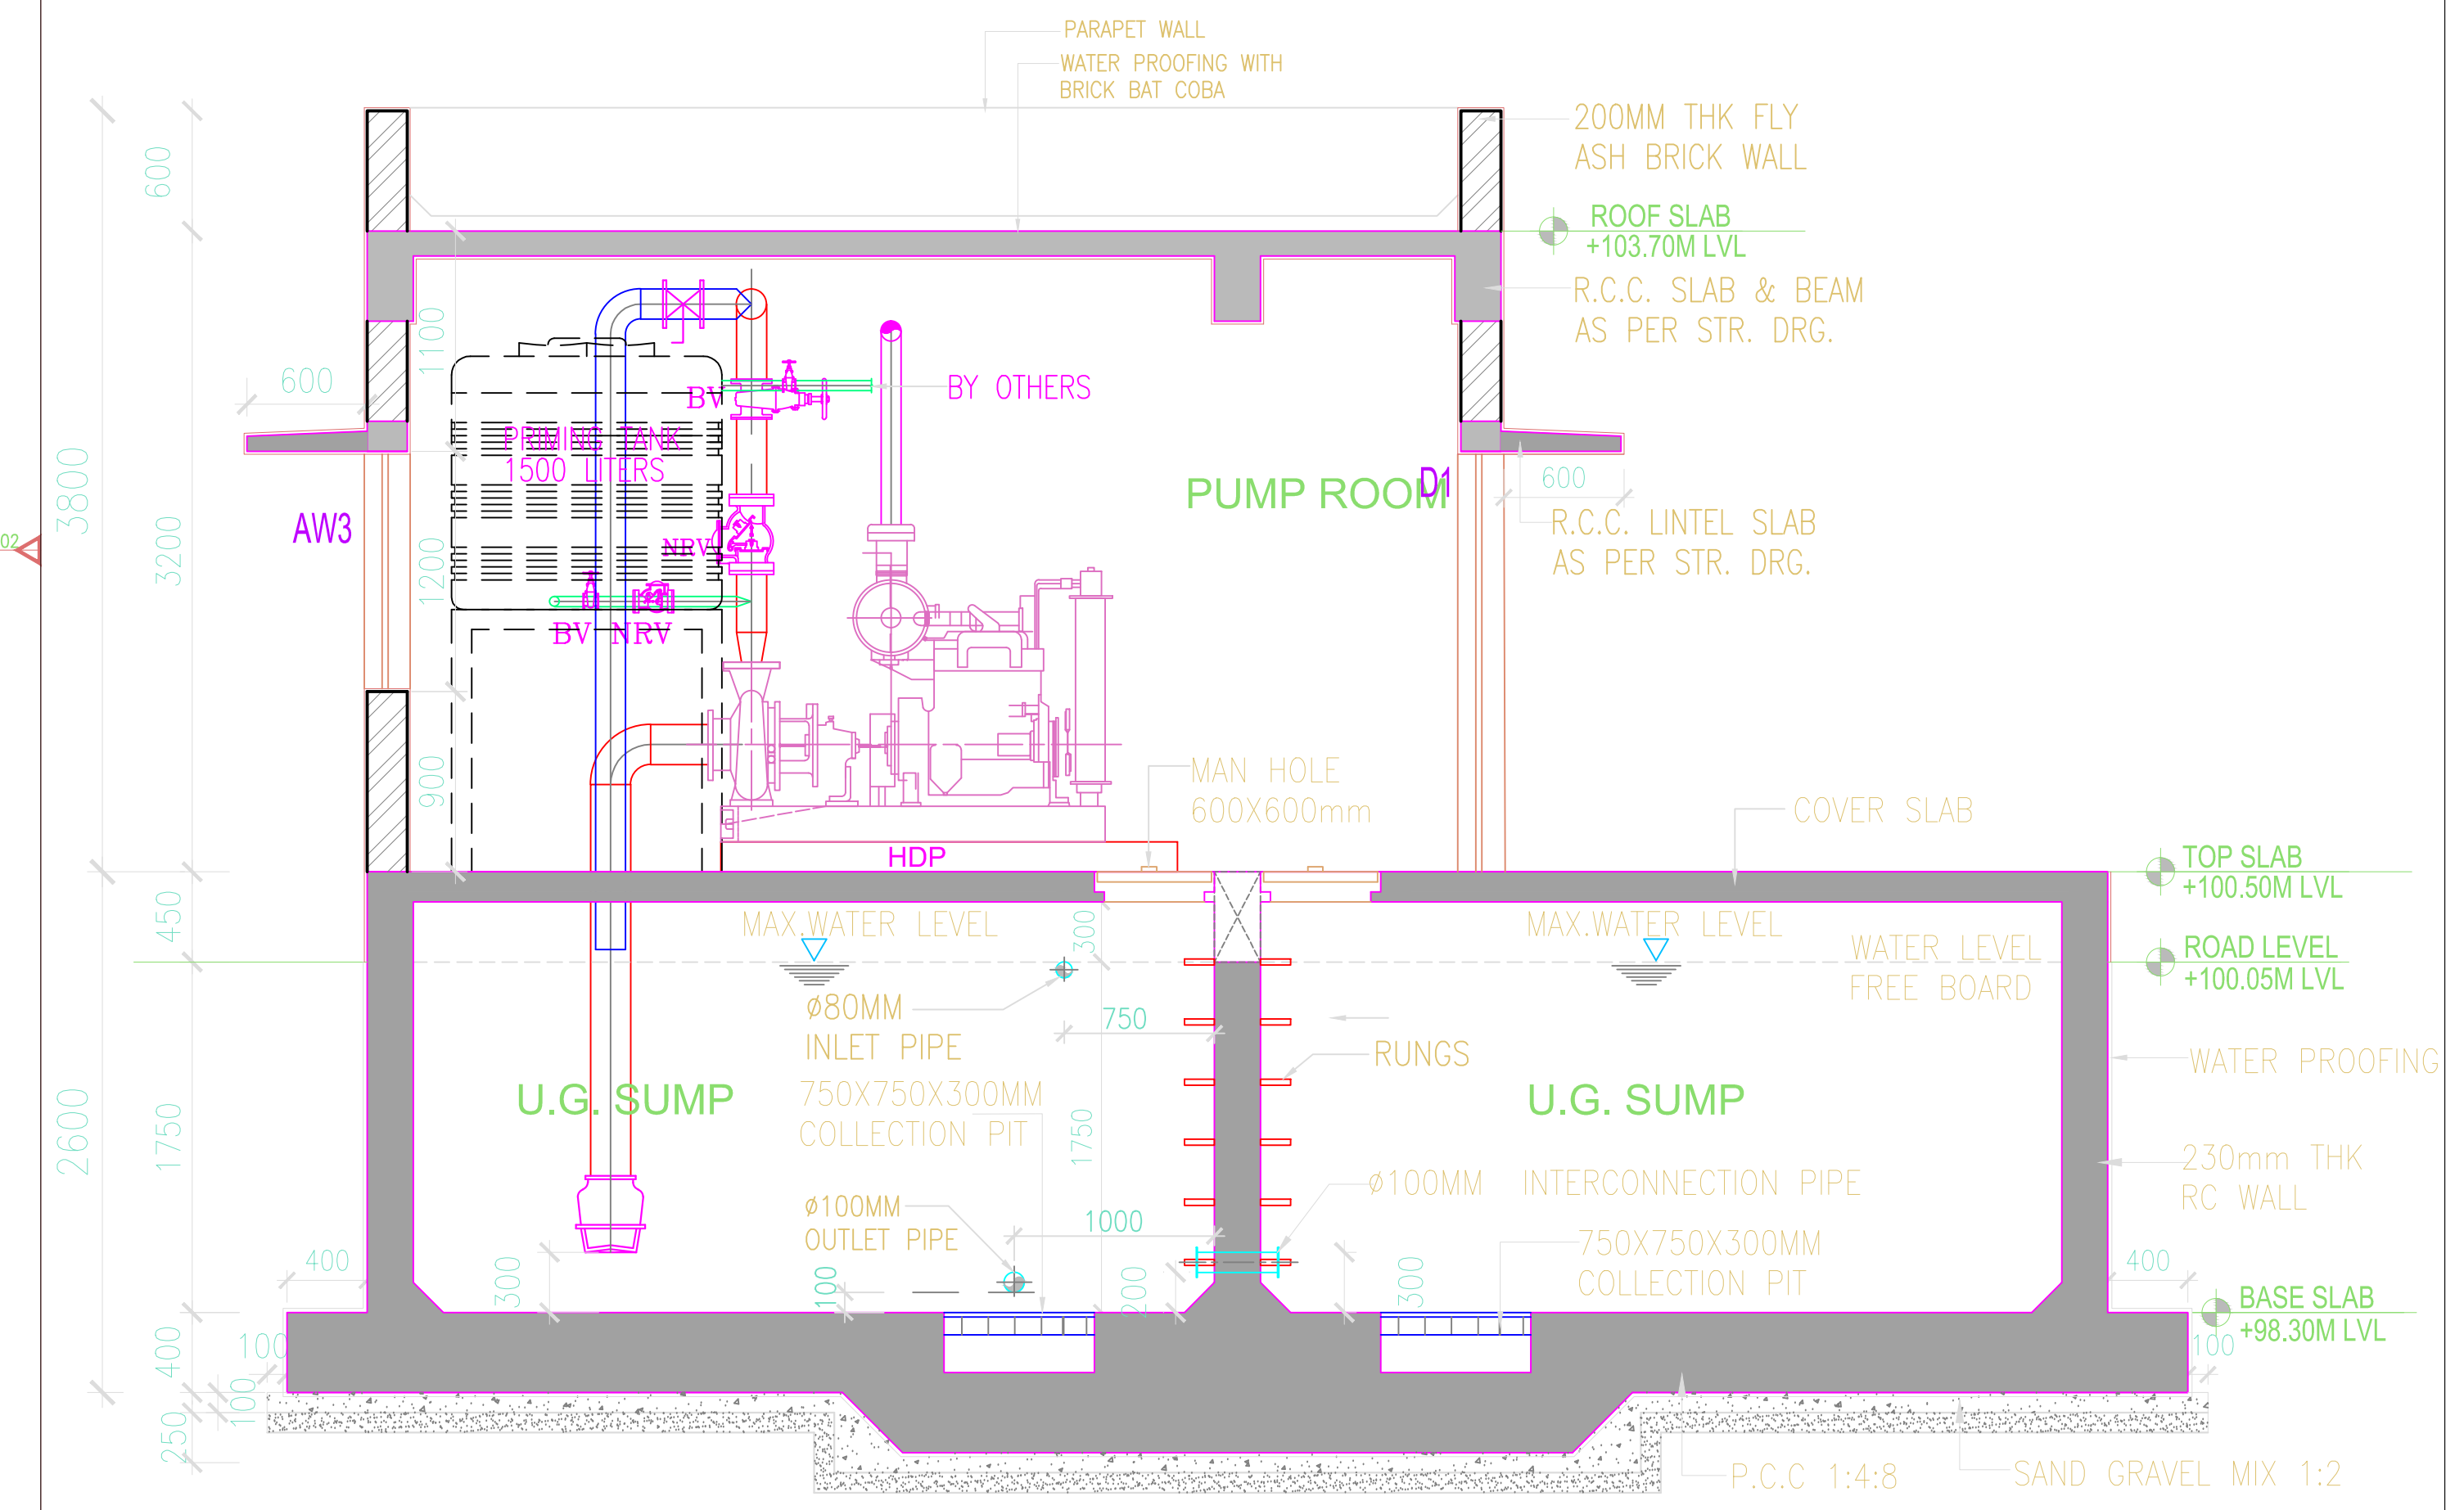 PARAPET WALL
WATER PROOFING WITH
BRICK BAT COBA
200MM THK FLY
ASH BRICK WALL
ROOF SLAB
+103.70M LVL
R.C.C. SLAB & BEAM
AS PER STR. DRG.
600
600
1100
BY OTHERS
BV
PRIMING TANK
1500 LITERS
PUMP ROOM
D1
600
R.C.C. LINTEL SLAB
AS PER STR. DRG.
3800
3200
AW3
02
NRV
1200
BV NRV
MAN HOLE
600X600mm
900
HDP
COVER SLAB
TOP SLAB
+100.50M LVL
450
MAX.WATER LEVEL
300
MAX.WATER LEVEL
WATER LEVEL
FREE BOARD
ROAD LEVEL
+100.05M LVL
ø80MM
INLET PIPE
750
RUNGS
WATER PROOFING
U.G. SUMP
750X750X300MM
COLLECTION PIT
U.G. SUMP
2600
1750
1750
230mm THK
RC WALL
ø100MM INTERCONNECTION PIPE
ø100MM
OUTLET PIPE
1000
750X750X300MM
COLLECTION PIT
400
300
100
200
300
400
BASE SLAB
+98.30M LVL
100
400
100
100
250
P.C.C 1:4:8
SAND GRAVEL MIX 1:2